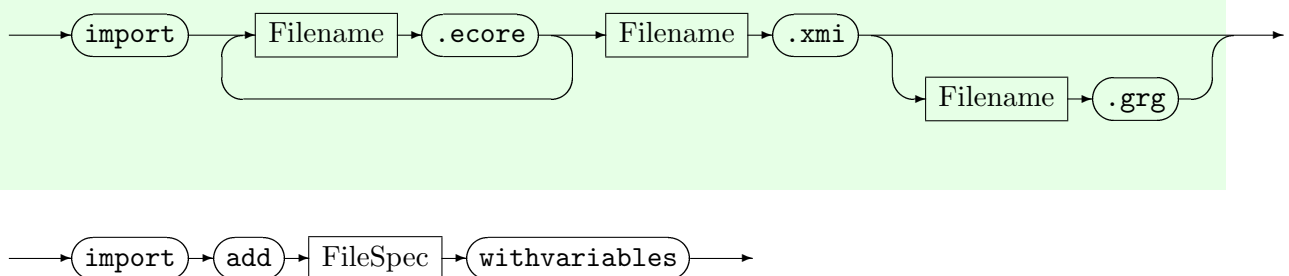 import Filename .ecore Filename .xmi
Filename .grg
import add FileSpec withvariables